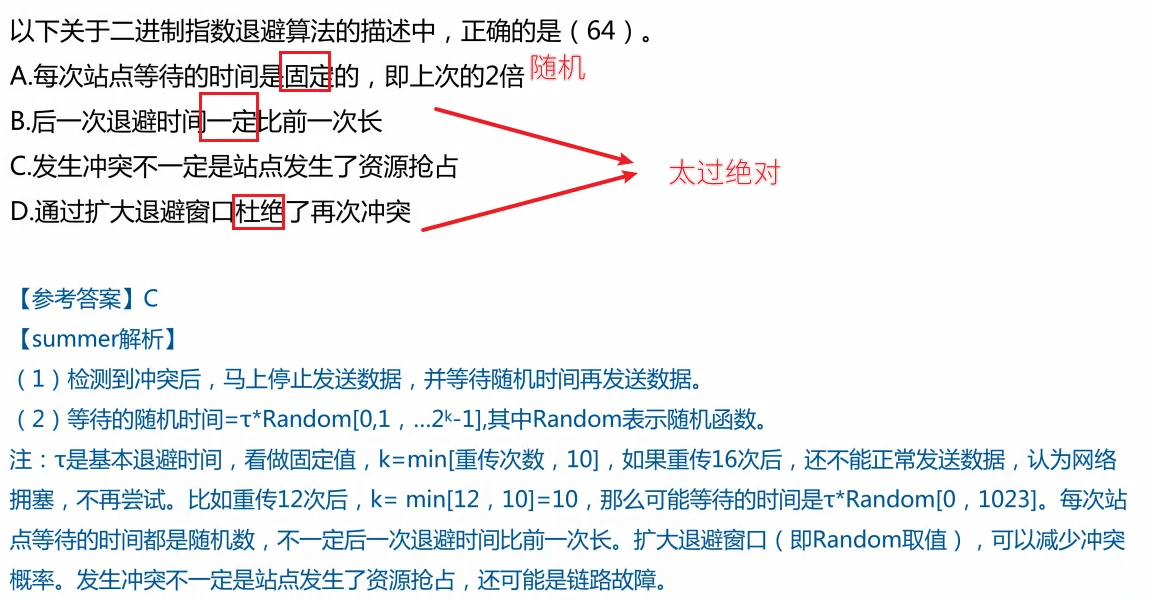 以下关于二进制指数退避算法的描述中，正确的是（64）。
A.每次站点等待的时间是固定的，即上次的2倍 随机
B.后一次退避时间一定比前一次长
C.发生冲突不一定是站点发生了资源抢占
太过绝对
D.通过扩大退避窗口杜绝了再次冲突
【参考答案】C
【summer解析】
（1）检测到冲突后，马上停止发送数据，并等待随机时间再发送数据。
（2）等待的随机时间=τ*Random[0,1，…2ᵏ-1],其中Random表示随机函数。
注：τ是基本退避时间，看做固定值，k=min[重传次数，10]，如果重传16次后，还不能正常发送数据，认为网络
拥塞，不再尝试。比如重传12次后，k= min[12，10]=10，那么可能等待的时间是τ*Random[0，1023]。每次站
点等待的时间都是随机数，不一定后一次退避时间比前一次长。扩大退避窗口（即Random取值），可以减少冲突
概率。发生冲突不一定是站点发生了资源抢占，还可能是链路故障。